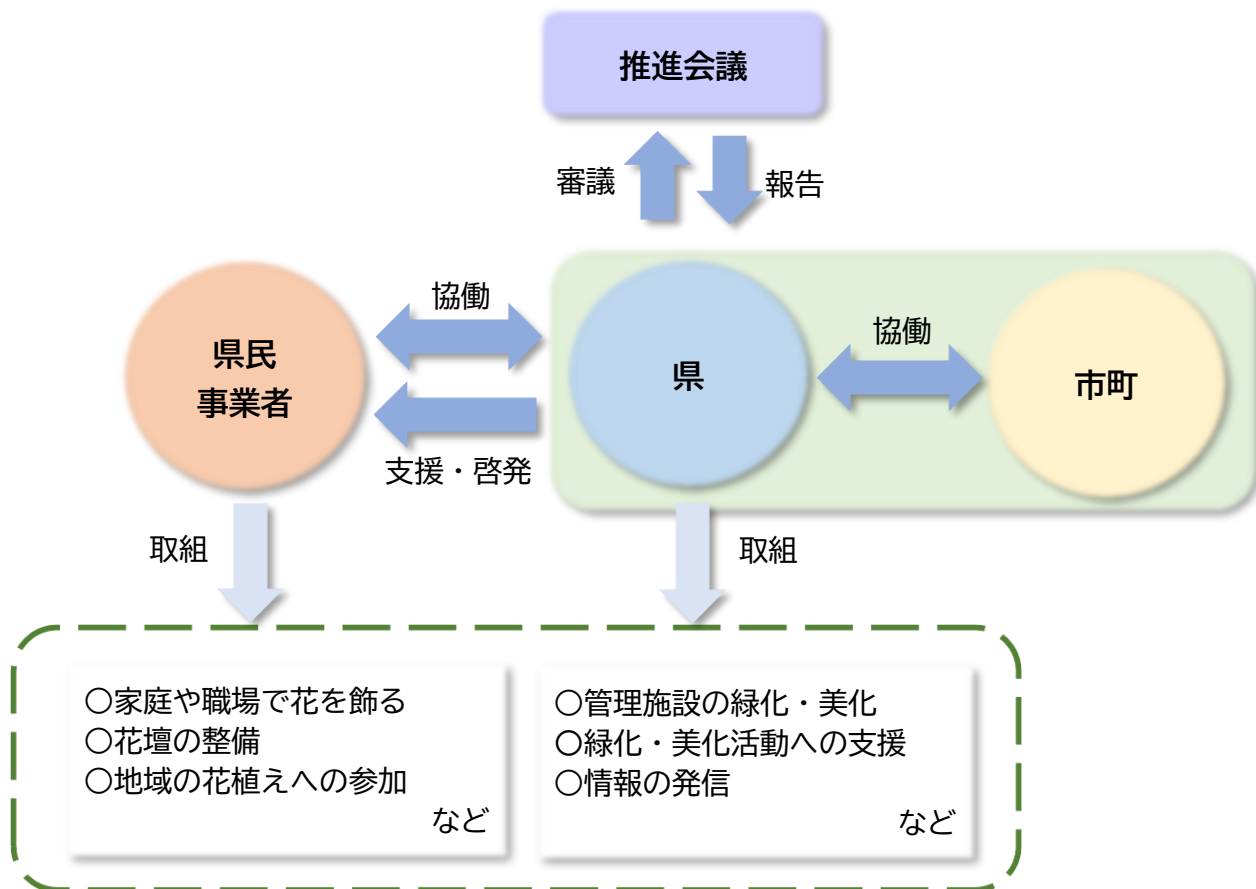 推進会議
審議
報告
協働
県民
事業者
県
協働
市町
支援・啓発
取組
取組
〇家庭や職場で花を飾る
〇花壇の整備
〇地域の花植えへの参加
など
〇管理施設の緑化・美化
〇緑化・美化活動への支援
〇情報の発信
など